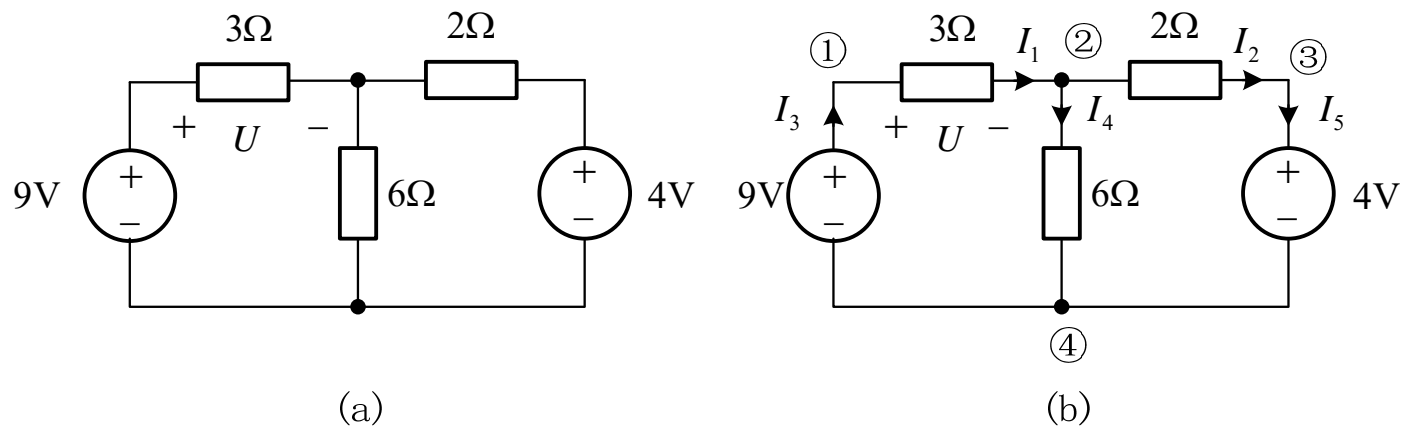 3Ω 2Ω
+ U −
9V + − 6Ω + − 4V
(a)
① 3Ω I₁ ② 2Ω I₂ ③
I₃ + U − I₄ I₅
9V + − 6Ω + − 4V
④
(b)